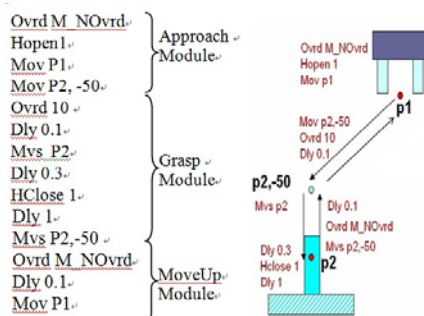 Ovrd M_NOvrd
Hopen1
Mov P1
Mov P2, -50
Ovrd 10
Dly 0.1
Mvs P2
Dly 0.3
HClose 1
Dly 1
Mvs P2,-50
Ovrd M_NOvrd
Dly 0.1
Mov P1
Approach
Module
Grasp
Module
MoveUp
Module
Ovrd M_NOvrd
Hopen 1
Mov p1
p1
Mov p2,-50
Ovrd 10
Dly 0.1
p2,-50
Mvs p2
Dly 0.1
Ovrd M_NOvrd
Mvs p2,-50
Dly 0.3
Hclose 1
Dly 1
p2